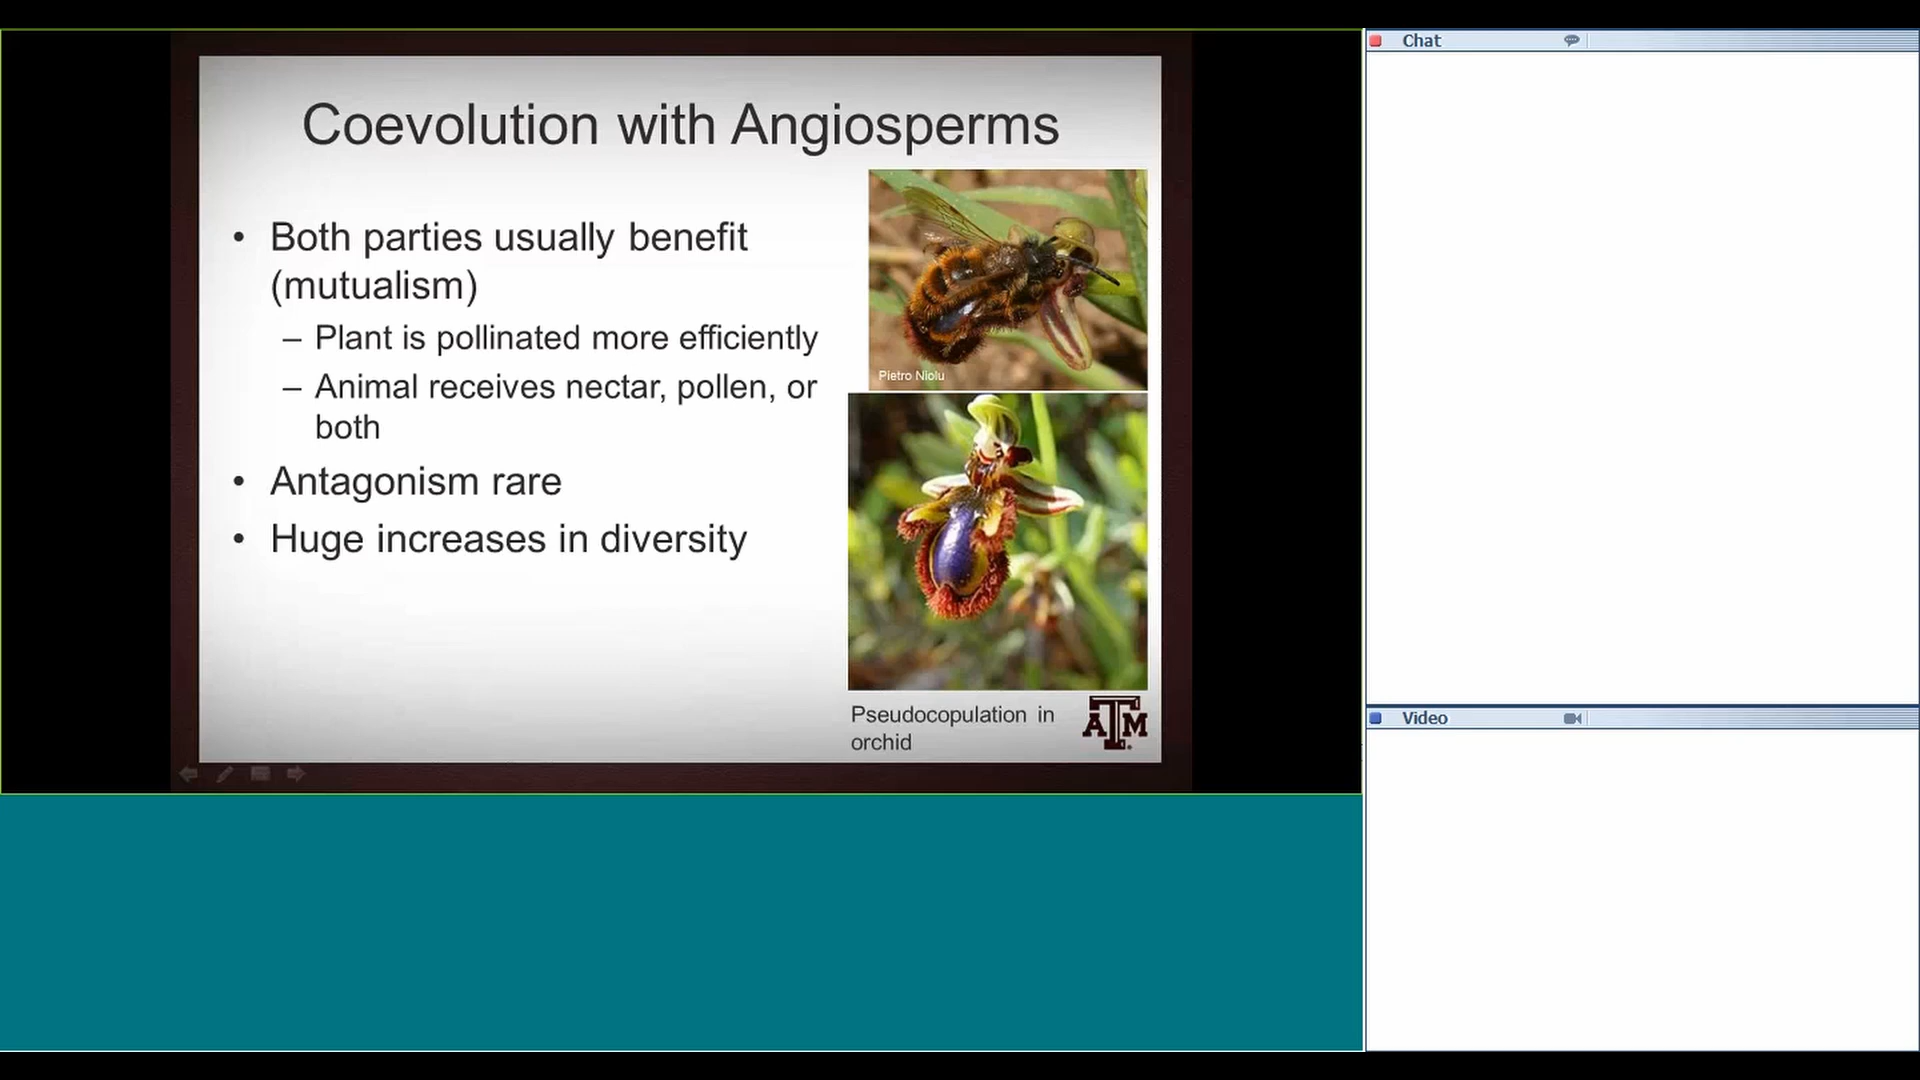 Coevolution with Angiosperms
• Both parties usually benefit
(mutualism)
– Plant is pollinated more efficiently
– Animal receives nectar, pollen, or
both
• Antagonism rare
• Huge increases in diversity
Pietro Niolu
Pseudocopulation in
orchid
ATM
Chat
Video